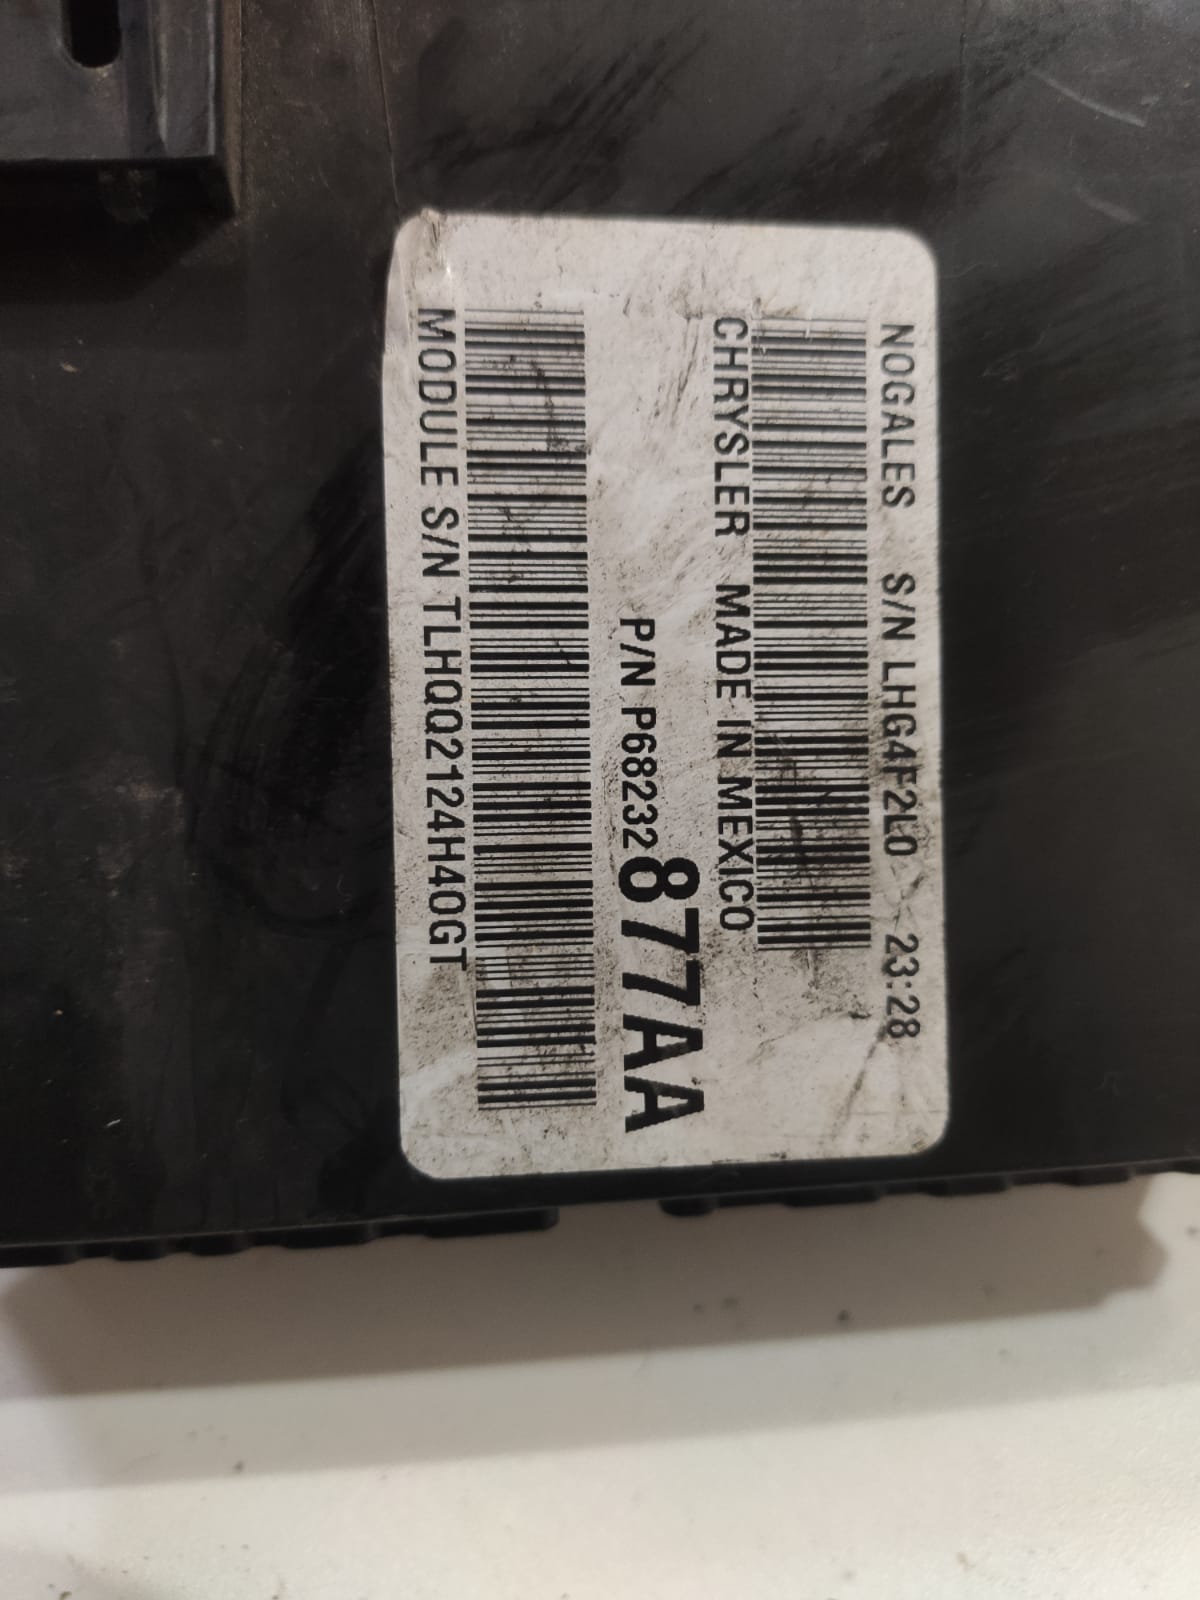 NOGALES S/N LHG4F2L0 23:28
CHRYSLER MADE IN MEXICO
P/N P68232877AA
MODULE S/N TLHQQ2124H40GT